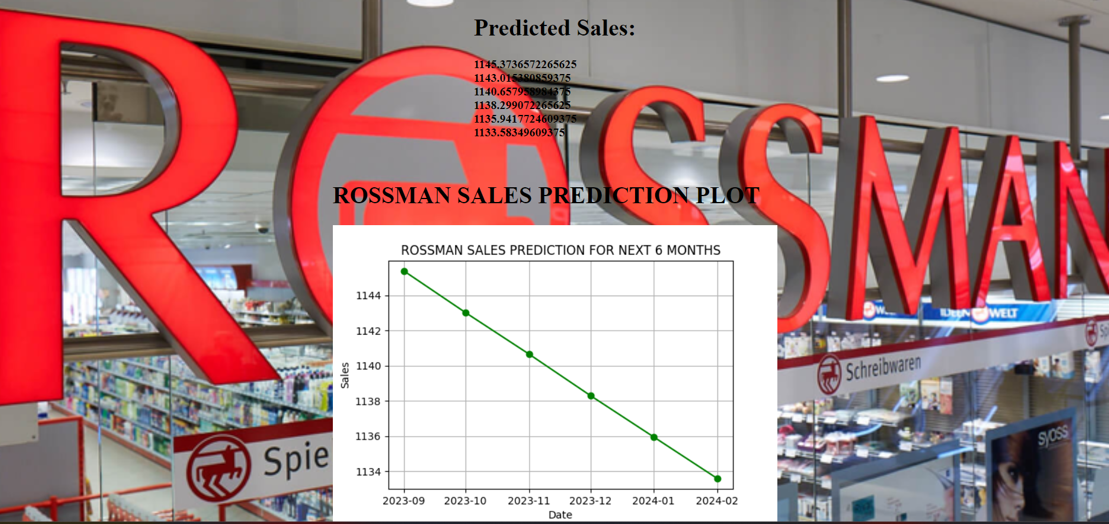 Predicted Sales:
1145.3736572265625
1143.015380859375
1140.657958984375
1138.299072265625
1135.9417724609375
1133.58349609375
ROSSMAN SALES PREDICTION PLOT
ROSSMAN SALES PREDICTION FOR NEXT 6 MONTHS
1144
1142
1140
1138
1136
1134
Sales
2023-09 2023-10 2023-11 2023-12 2024-01 2024-02
Date
ROSSMAN
WELT
Schreibwaren
Spie
syoss